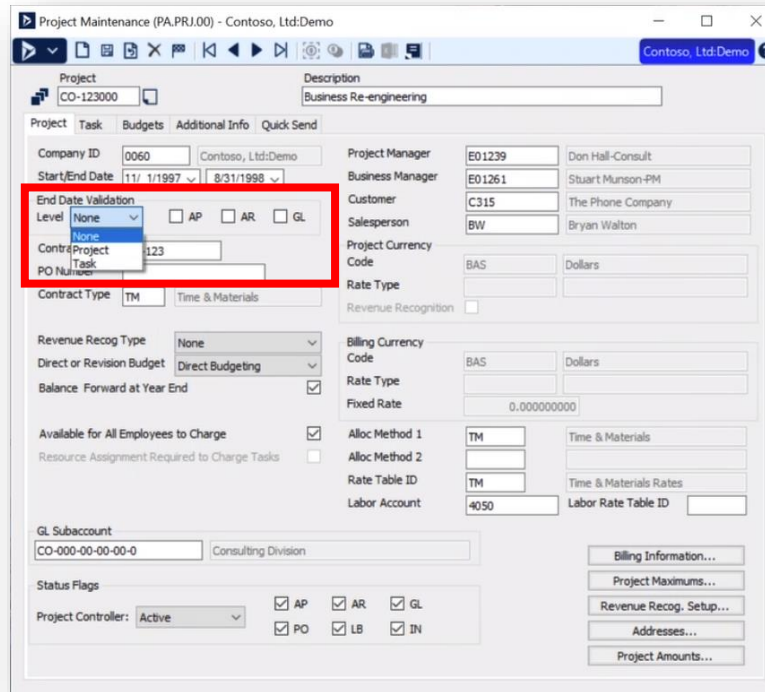 Project Maintenance (PA.PRJ.00) - Contoso, Ltd:Demo
Contoso, Ltd:Demo
Project Description
CO-123000 Business Re-engineering
Project Task Budgets Additional Info Quick Send
Company ID 0060 Contoso, Ltd:Demo
Start/End Date 11/ 1/1997 8/31/1998
End Date Validation
Level None AP AR GL
None
Project
Task
Contra -123
PO Number
Contract Type TM Time & Materials
Revenue Recog Type None
Direct or Revision Budget Direct Budgeting
Balance Forward at Year End
Available for All Employees to Charge
Resource Assignment Required to Charge Tasks
Project Manager E01239 Don Hall-Consult
Business Manager E01261 Stuart Munson-PM
Customer C315 The Phone Company
Salesperson BW Bryan Walton
Project Currency
Code BAS Dollars
Rate Type
Revenue Recognition
Billing Currency
Code BAS Dollars
Rate Type
Fixed Rate 0.000000000
Alloc Method 1 TM Time & Materials
Alloc Method 2
Rate Table ID TM Time & Materials Rates
Labor Account 4050 Labor Rate Table ID
GL Subaccount
CO-000-00-00-00-0 Consulting Division
Status Flags
Project Controller: Active
AP AR GL
PO LB IN
Billing Information...
Project Maximums...
Revenue Recog. Setup...
Addresses...
Project Amounts...